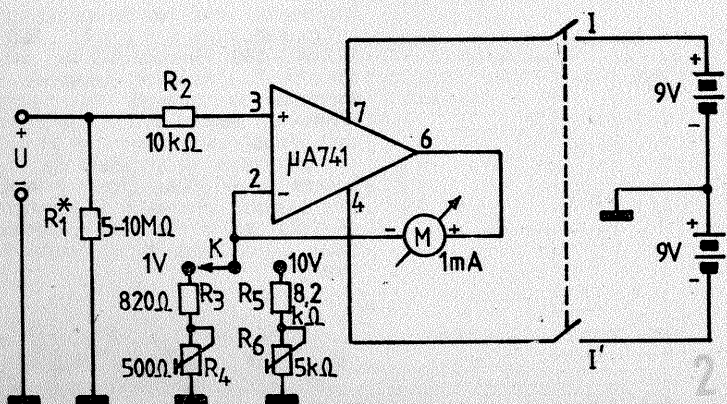 I
R2
3
+
7
+
9V
-
+
U
-
10kΩ
μA741
6
2
-
4
R1*
5-10MΩ
- M +
1mA
+
9V
-
1V
K
10V
820Ω
R3
R5
8,2
kΩ
500Ω
R4
R6
5kΩ
I'
2